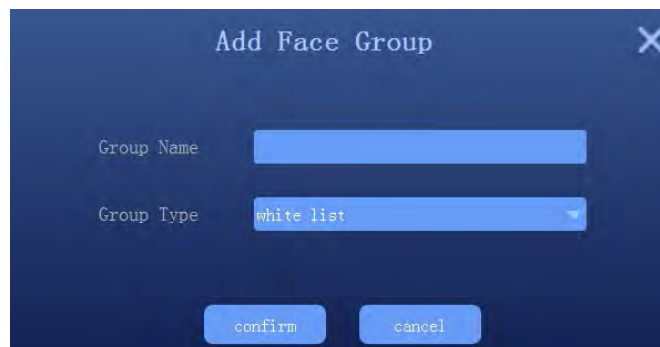 Add Face Group
Group Name
Group Type white list
confirm cancel